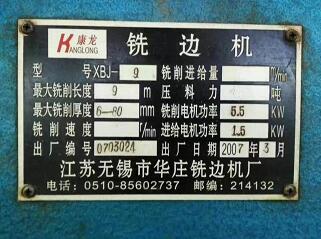 康龙 KANGLONG 铣边机
型号 XBJ-9 铣削进给量
最大铣削长度 9 m 压料力 吨
最大铣削厚度 6-80 mm 铣削电机功率 5.5 KW
铣削速度 r/min 进给电机功率 1.5 KW
出厂编号 0703024 出厂日期 2007年3月
江苏无锡市华庄铣边机厂
电话：0510-85602737 邮编：214132